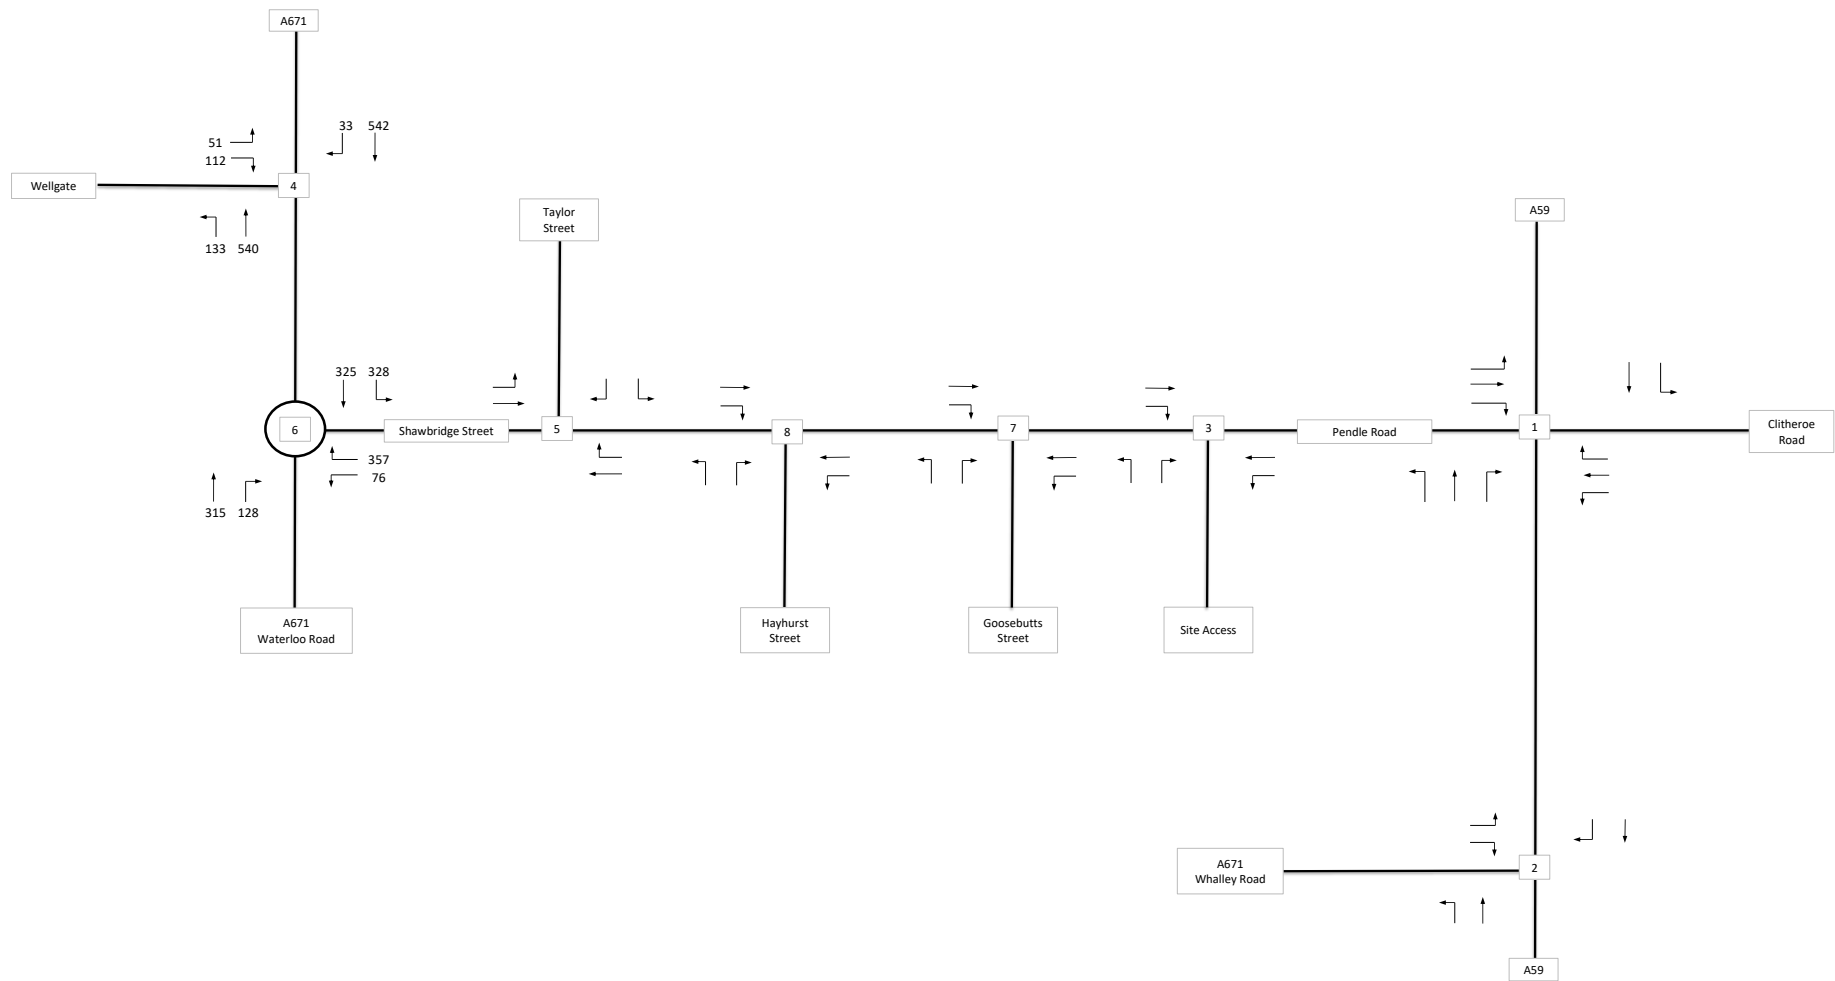 A671
33 542
51
112
Wellgate
4
133 540
Taylor
Street
A59
325 328
6
Shawbridge Street
5
8
7
3
Pendle Road
1
Clitheroe
Road
357
76
315 128
A671
Waterloo Road
Hayhurst
Street
Goosebutts
Street
Site Access
A671
Whalley Road
2
A59